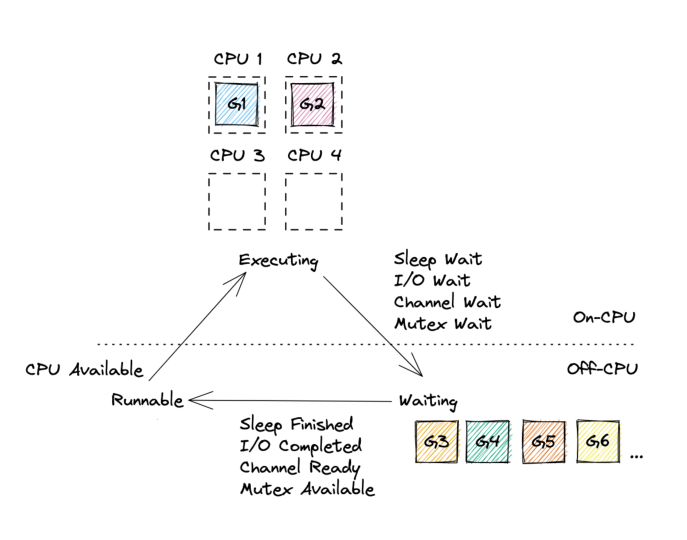 CPU 1 CPU 2
G1 G2
CPU 3 CPU 4
Executing
Sleep Wait
I/O Wait
Channel Wait
Mutex Wait
On-CPU
CPU Available
Off-CPU
Runnable
Waiting
Sleep Finished
I/O Completed
Channel Ready
Mutex Available
G3 G4 G5 G6 ...